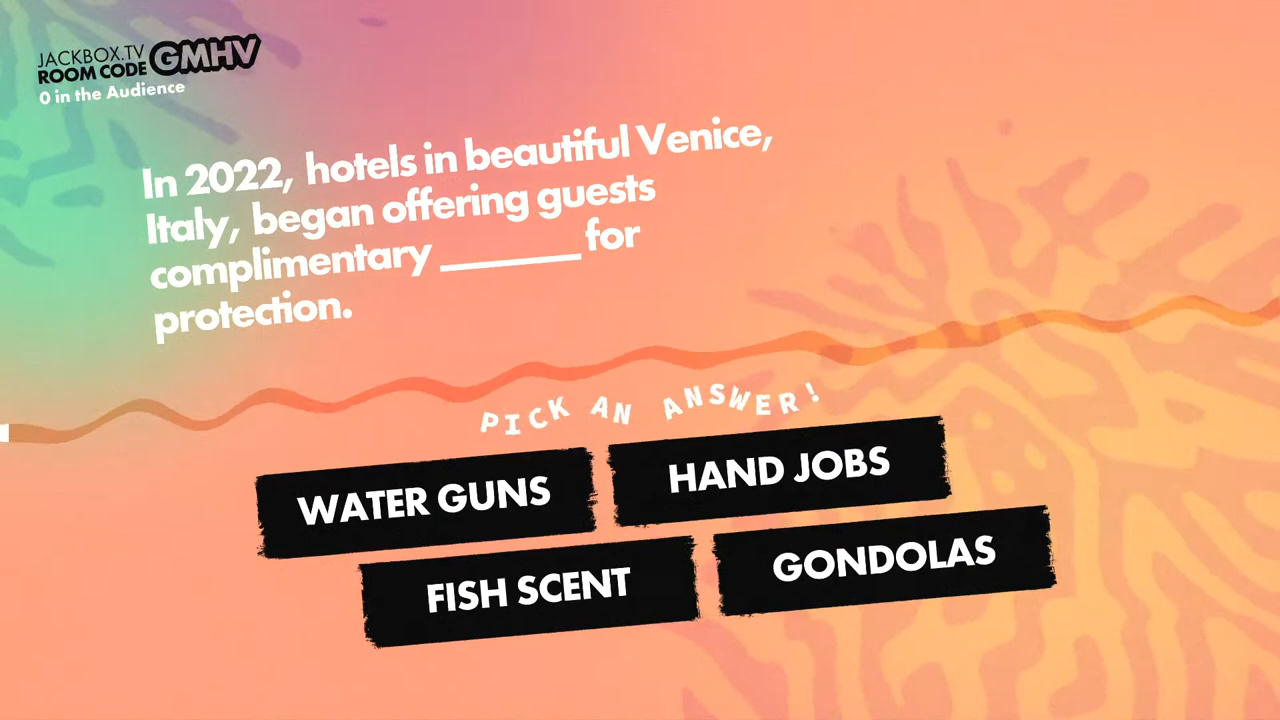 JACKBOX.TV
ROOM CODE GMHV
0 in the Audience
In 2022, hotels in beautiful Venice,
Italy, began offering guests
complimentary _______ for
protection.
PICK AN ANSWER!
WATER GUNS
HAND JOBS
FISH SCENT
GONDOLAS